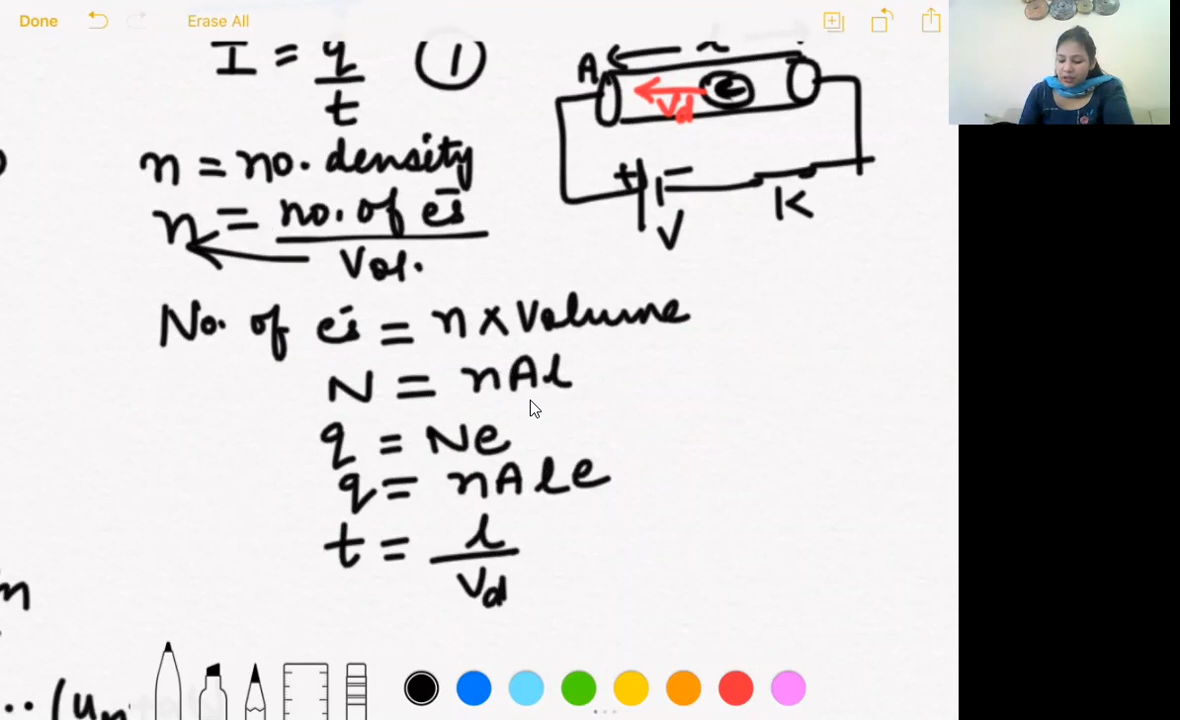 Done Erase All
I = q/t ①
n = no. density
n = no. of e̅s / Vol.
No. of e̅s = n x Volume
N = nAl
q = Ne
q = nAle
t = l/Vd
A
Vd
+ -
V
K